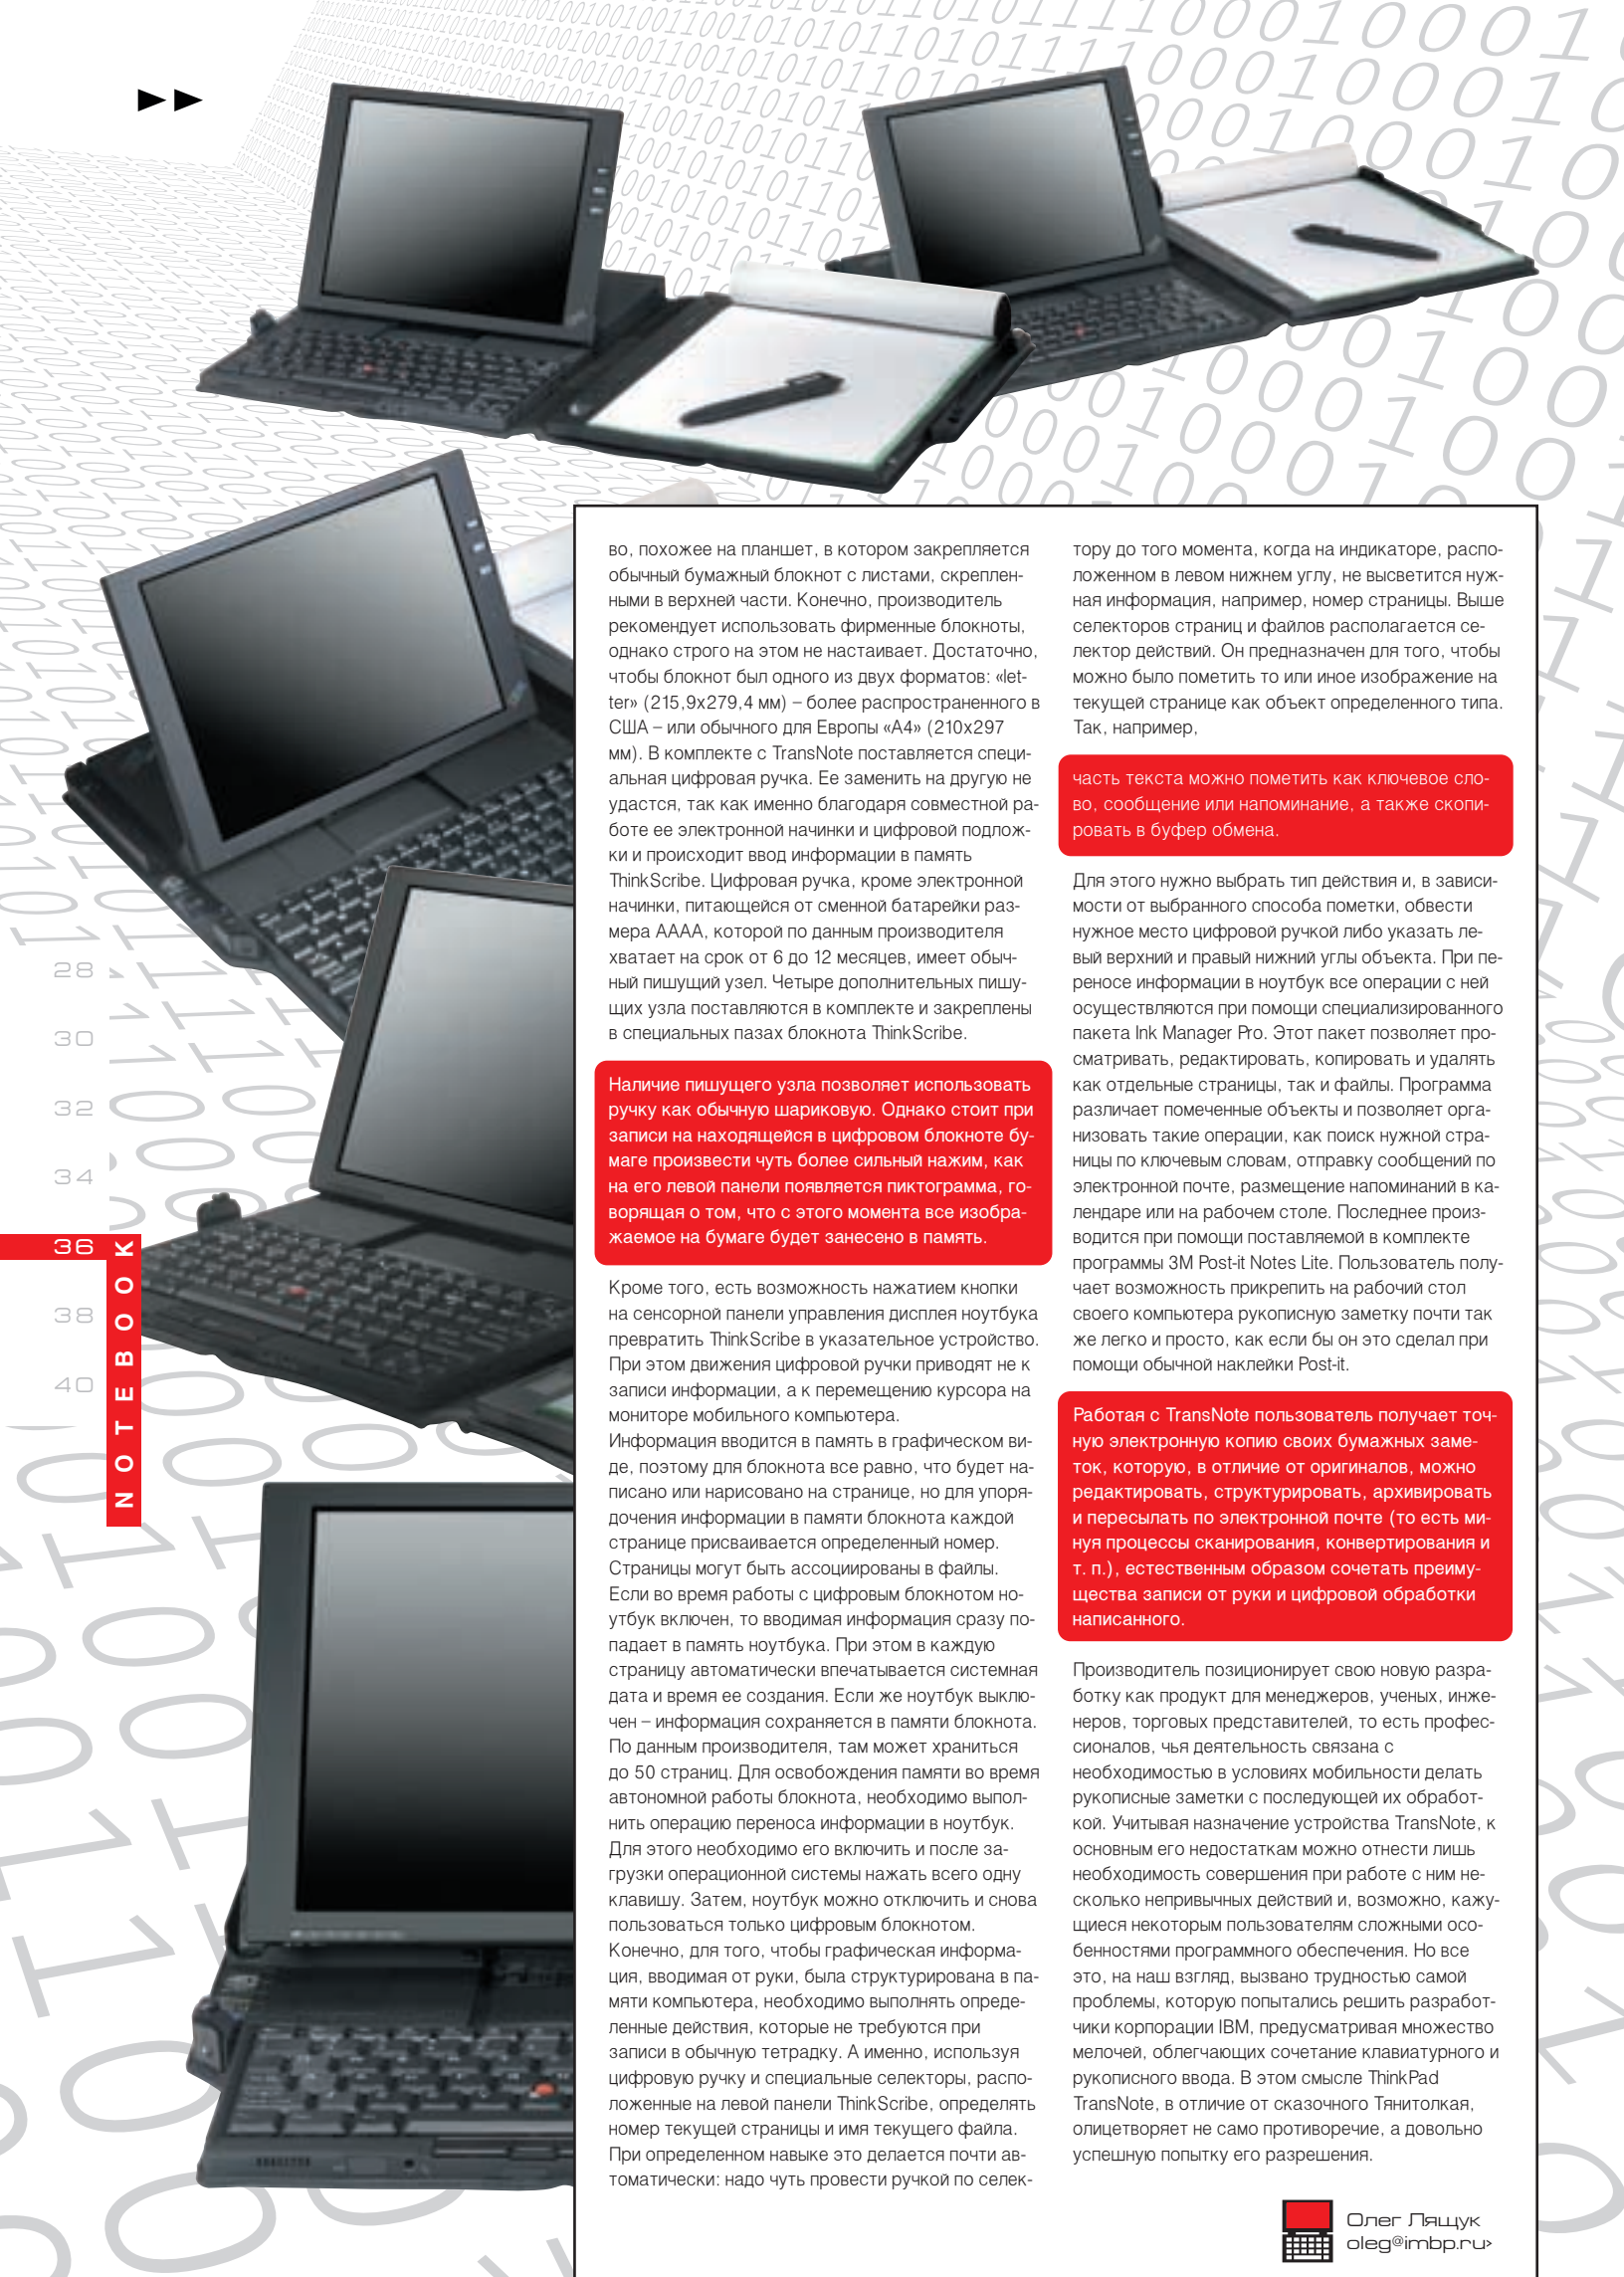 во, похожее на планшет, в котором закрепляется
обычный бумажный блокнот с листами, скреплен-
ными в верхней части. Конечно, производитель
рекомендует использовать фирменные блокноты,
однако строго на этом не настаивает. Достаточно,
чтобы блокнот был одного из двух форматов: «let-
ter» (215,9x279,4 мм) – более распространенного в
США – или обычного для Европы «А4» (210x297
мм). В комплекте с TransNote поставляется специ-
альная цифровая ручка. Ее заменить на другую не
удастся, так как именно благодаря совместной ра-
боте ее электронной начинки и цифровой подлож-
ки и происходит ввод информации в память
ThinkScribe. Цифровая ручка, кроме электронной
начинки, питающейся от сменной батарейки раз-
мера АААА, которой по данным производителя
хватает на срок от 6 до 12 месяцев, имеет обыч-
ный пишущий узел. Четыре дополнительных пишу-
щих узла поставляются в комплекте и закреплены
в специальных пазах блокнота ThinkScribe.
Наличие пишущего узла позволяет использовать
ручку как обычную шариковую. Однако стоит при
записи на находящейся в цифровом блокноте бу-
маге произвести чуть более сильный нажим, как
на его левой панели появляется пиктограмма, го-
ворящая о том, что с этого момента все изобра-
жаемое на бумаге будет занесено в память.
Кроме того, есть возможность нажатием кнопки
на сенсорной панели управления дисплея ноутбука
превратить ThinkScribe в указательное устройство.
При этом движения цифровой ручки приводят не к
записи информации, а к перемещению курсора на
мониторе мобильного компьютера.
Информация вводится в память в графическом ви-
де, поэтому для блокнота все равно, что будет на-
писано или нарисовано на странице, но для упоря-
дочения информации в памяти блокнота каждой
странице присваивается определенный номер.
Страницы могут быть ассоциированы в файлы.
Если во время работы с цифровым блокнотом но-
утбук включен, то вводимая информация сразу по-
падает в память ноутбука. При этом в каждую
страницу автоматически впечатывается системная
дата и время ее создания. Если же ноутбук выклю-
чен – информация сохраняется в памяти блокнота.
По данным производителя, там может храниться
до 50 страниц. Для освобождения памяти во время
автономной работы блокнота, необходимо выпол-
нить операцию переноса информации в ноутбук.
Для этого необходимо его включить и после за-
грузки операционной системы нажать всего одну
клавишу. Затем, ноутбук можно отключить и снова
пользоваться только цифровым блокнотом.
Конечно, для того, чтобы графическая информа-
ция, вводимая от руки, была структурирована в па-
мяти компьютера, необходимо выполнять опреде-
ленные действия, которые не требуются при
записи в обычную тетрадку. А именно, используя
цифровую ручку и специальные селекторы, распо-
ложенные на левой панели ThinkScribe, определять
номер текущей страницы и имя текущего файла.
При определенном навыке это делается почти ав-
томатически: надо чуть провести ручкой по селек-
тору до того момента, когда на индикаторе, распо-
ложенном в левом нижнем углу, не высветится нуж-
ная информация, например, номер страницы. Выше
селекторов страниц и файлов располагается се-
лектор действий. Он предназначен для того, чтобы
можно было пометить то или иное изображение на
текущей странице как объект определенного типа.
Так, например,
часть текста можно пометить как ключевое сло-
во, сообщение или напоминание, а также скопи-
ровать в буфер обмена.
Для этого нужно выбрать тип действия и, в зависи-
мости от выбранного способа пометки, обвести
нужное место цифровой ручкой либо указать ле-
вый верхний и правый нижний углы объекта. При пе-
реносе информации в ноутбук все операции с ней
осуществляются при помощи специализированного
пакета Ink Manager Pro. Этот пакет позволяет про-
сматривать, редактировать, копировать и удалять
как отдельные страницы, так и файлы. Программа
различает помеченные объекты и позволяет орга-
низовать такие операции, как поиск нужной стра-
ницы по ключевым словам, отправку сообщений по
электронной почте, размещение напоминаний в ка-
лендаре или на рабочем столе. Последнее произ-
водится при помощи поставляемой в комплекте
программы 3M Post-it Notes Lite. Пользователь полу-
чает возможность прикрепить на рабочий стол
своего компьютера рукописную заметку почти так
же легко и просто, как если бы он это сделал при
помощи обычной наклейки Post-it.
Работая с TransNote пользователь получает точ-
ную электронную копию своих бумажных заме-
ток, которую, в отличие от оригиналов, можно
редактировать, структурировать, архивировать
и пересылать по электронной почте (то есть ми-
нуя процессы сканирования, конвертирования и
т. п.), естественным образом сочетать преиму-
щества записи от руки и цифровой обработки
написанного.
Производитель позиционирует свою новую разра-
ботку как продукт для менеджеров, ученых, инже-
неров, торговых представителей, то есть профес-
сионалов, чья деятельность связана с
необходимостью в условиях мобильности делать
рукописные заметки с последующей их обработ-
кой. Учитывая назначение устройства TransNote, к
основным его недостаткам можно отнести лишь
необходимость совершения при работе с ним не-
сколько непривычных действий и, возможно, кажу-
щиеся некоторым пользователям сложными осо-
бенностями программного обеспечения. Но все
это, на наш взгляд, вызвано трудностью самой
проблемы, которую попытались решить разработ-
чики корпорации IBM, предусматривая множество
мелочей, облегчающих сочетание клавиатурного и
рукописного ввода. В этом смысле ThinkPad
TransNote, в отличие от сказочного Тянитолкая,
олицетворяет не само противоречие, а довольно
успешную попытку его разрешения.
Олег Лящук
oleg@imbp.ru>
28
30
32
34
36
38
40
NOTEBOOK